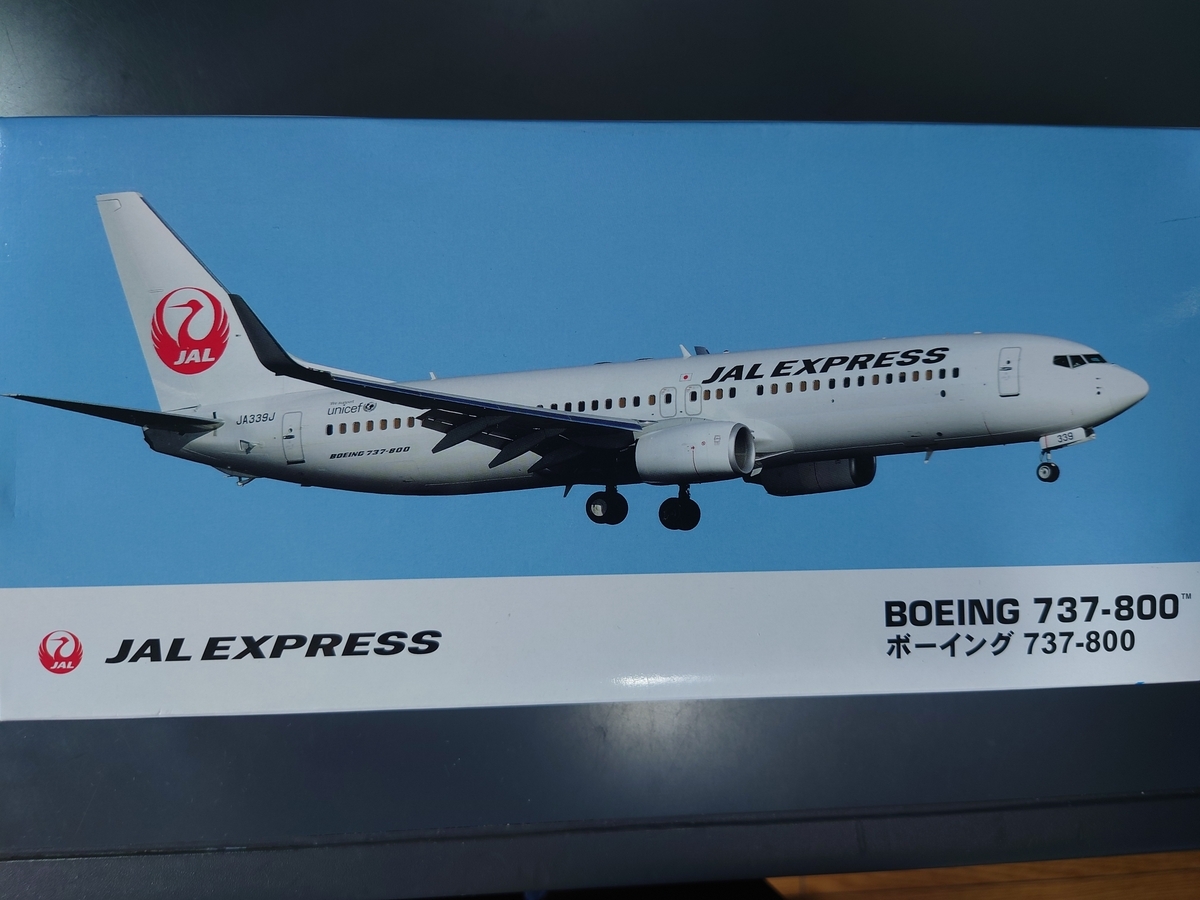 JAL
JAL EXPRESS
JA339J
unicef
BOEING 737-800
339
JAL
JAL EXPRESS
BOEING 737-800™
ボーイング 737-800